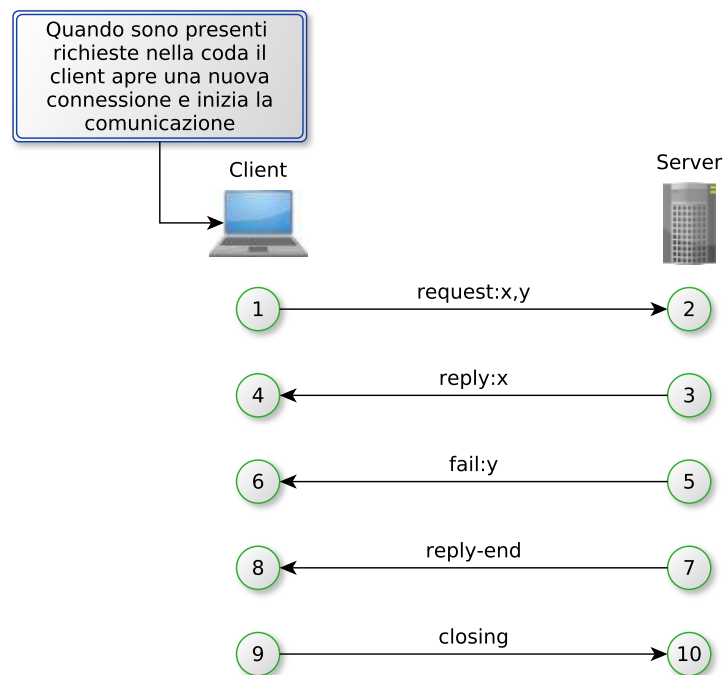 Quando sono presenti
richieste nella coda il
client apre una nuova
connessione e inizia la
comunicazione
Client
Server
1
request:x,y
2
4
reply:x
3
6
fail:y
5
8
reply-end
7
9
closing
10